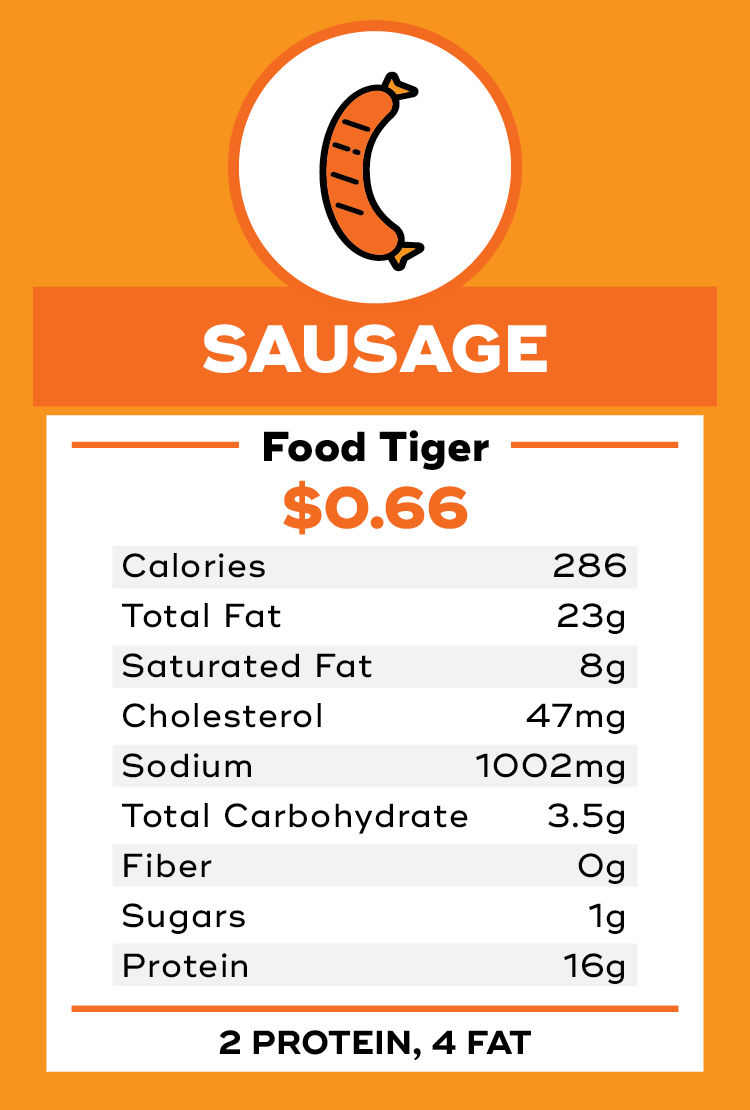 SAUSAGE
Food Tiger
$0.66
Calories 286
Total Fat 23g
Saturated Fat 8g
Cholesterol 47mg
Sodium 1002mg
Total Carbohydrate 3.5g
Fiber 0g
Sugars 1g
Protein 16g
2 PROTEIN, 4 FAT